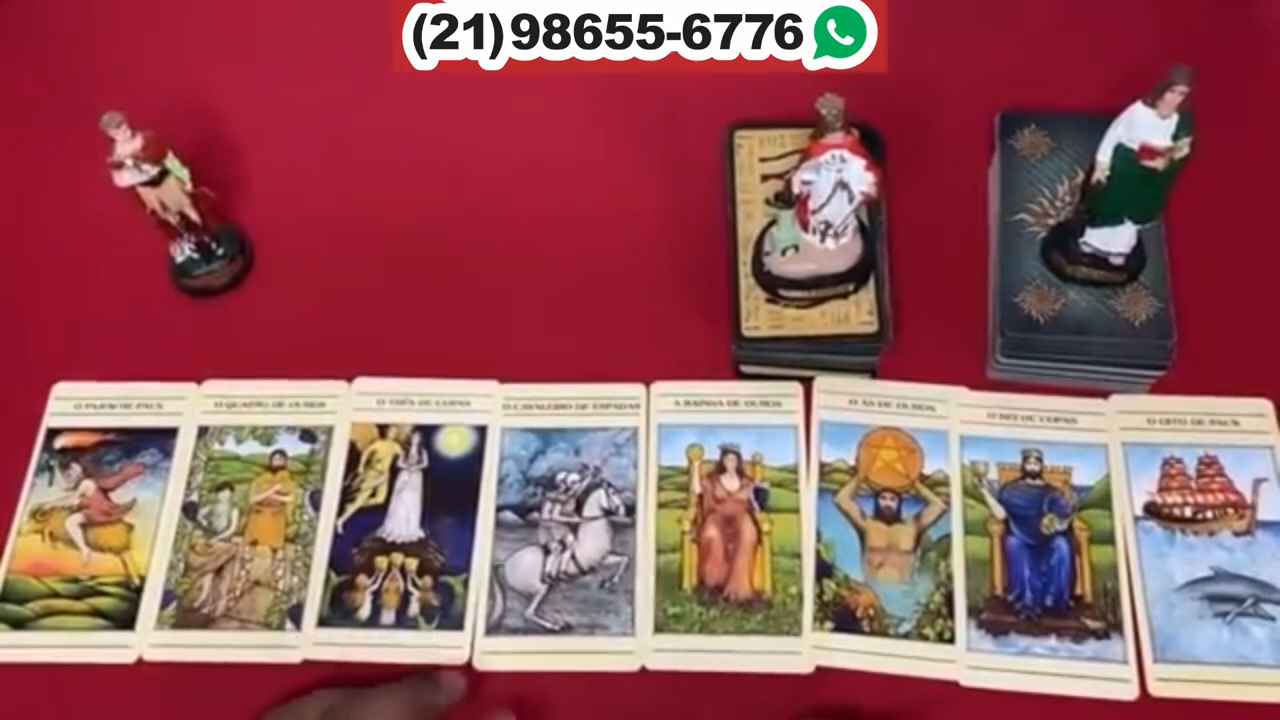 (21)98655-6776
O PAJEM DE PAUS
O QUATRO DE OUROS
O TRÊS DE COPAS
O CAVALEIRO DE ESPADAS
A RAINHA DE OUROS
O ÁS DE OUROS
O REI DE COPAS
O OITO DE PAUS